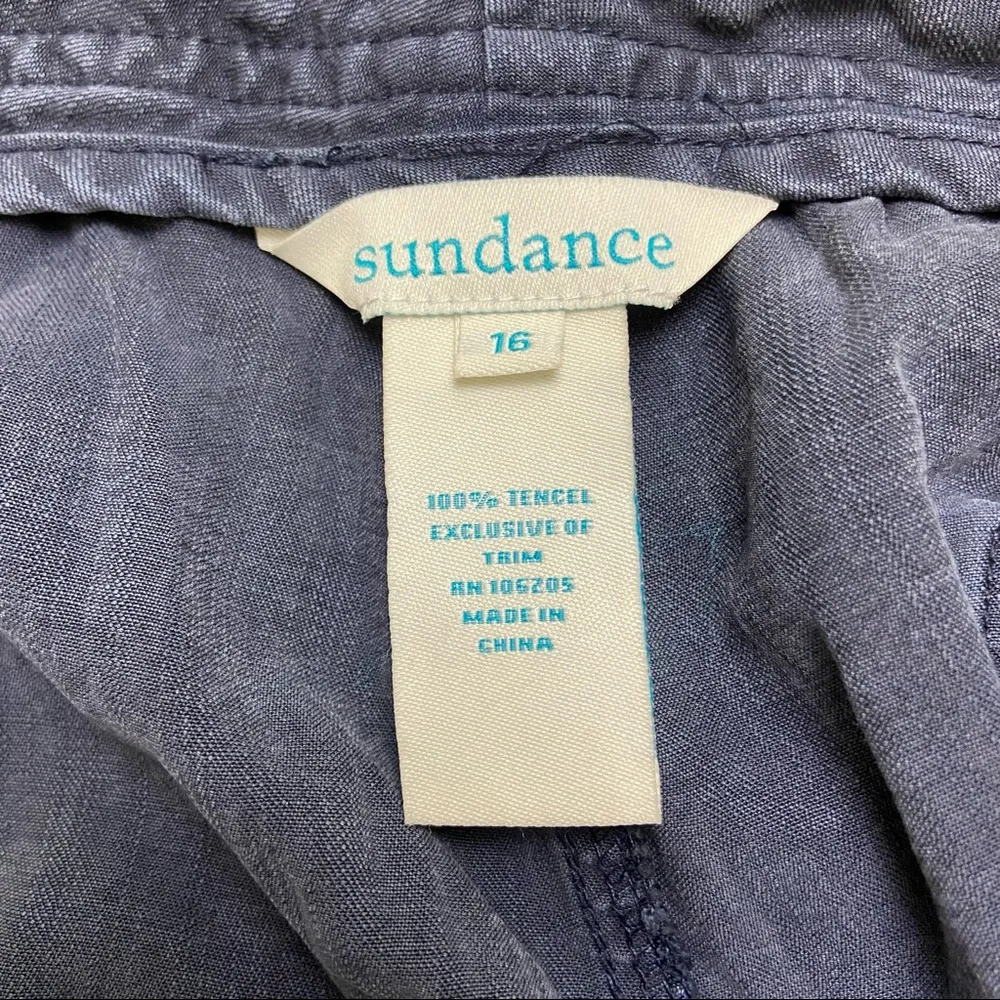 sundance
16
100% TENCEL
EXCLUSIVE OF
TRIM
RN 106205
MADE IN
CHINA